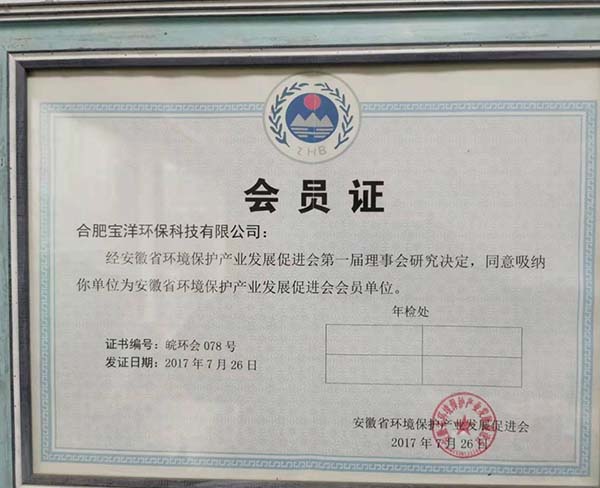 ZHB
会员证
合肥宝洋环保科技有限公司：
经安徽省环境保护产业发展促进会第一届理事会研究决定，同意吸纳
你单位为安徽省环境保护产业发展促进会会员单位。
年检处
证书编号：皖环会078号
发证日期：2017年7月26日
安徽省环境保护产业发展促进会
2017年7月26日